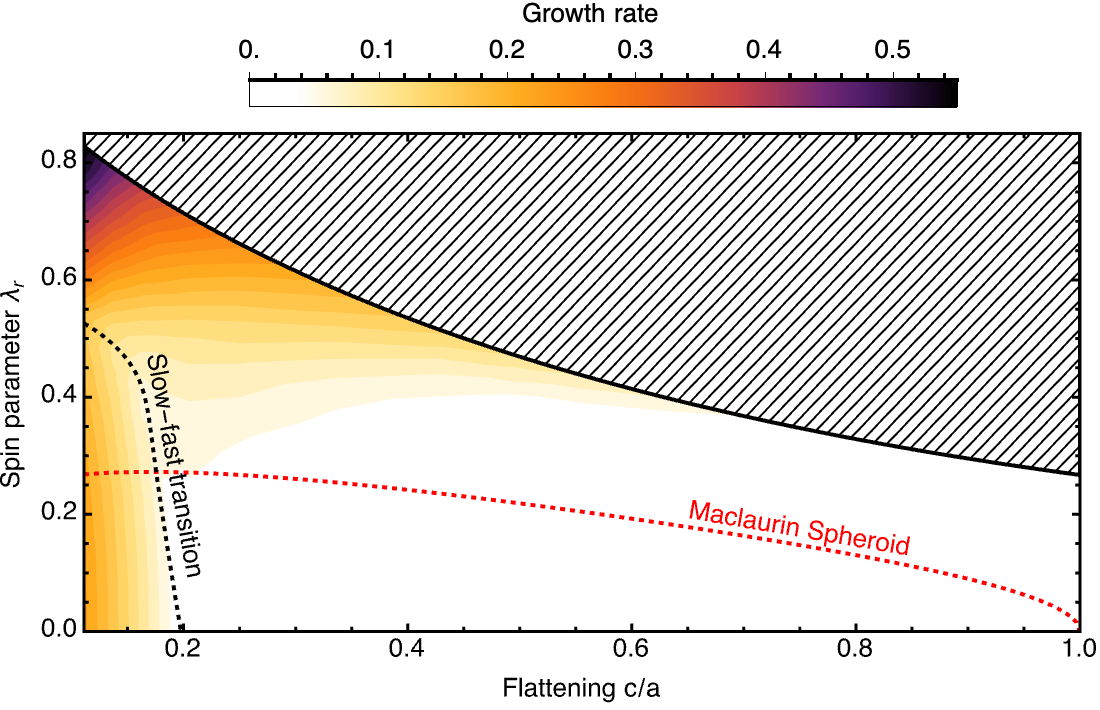 Growth rate
0. 0.1 0.2 0.3 0.4 0.5
0.8
0.6
0.4
0.2
0.0
Spin parameter λr
Slow–fast transition
Maclaurin Spheroid
0.2 0.4 0.6 0.8 1.0
Flattening c/a